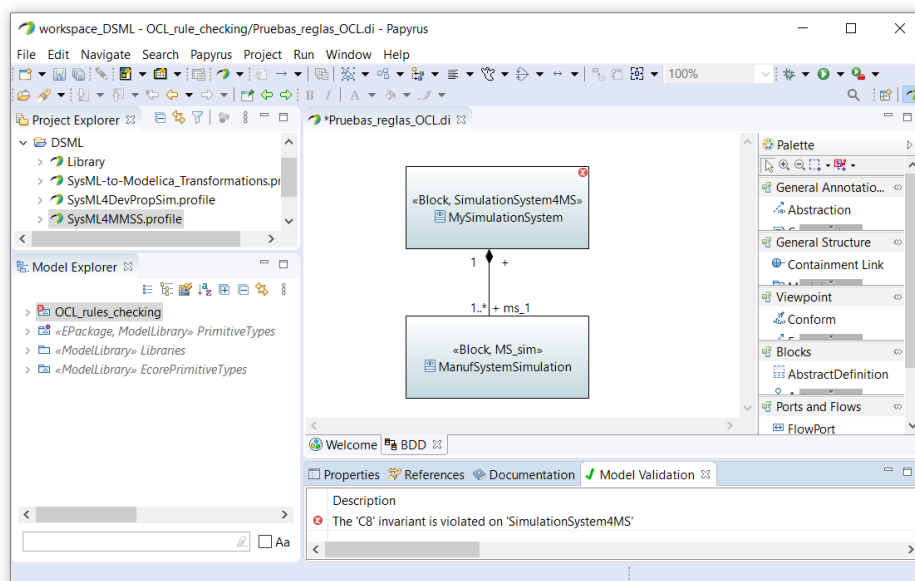 workspace_DSML - OCL_rule_checking/Pruebas_reglas_OCL.di - Papyrus
File Edit Navigate Search Papyrus Project Run Window Help
100%
B I A
Project Explorer
DSML
Library
SysML-to-Modelica_Transformations.pr
SysML4DevPropSim.profile
SysML4MMSS.profile
Model Explorer
OCL_rules_checking
«EPackage, ModelLibrary» PrimitiveTypes
«ModelLibrary» Libraries
«ModelLibrary» EcorePrimitiveTypes
Aa
*Pruebas_reglas_OCL.di
«Block, SimulationSystem4MS»
MySimulationSystem
1 +
1..* + ms_1
«Block, MS_sim»
ManufSystemSimulation
Palette
General Annotatio...
Abstraction
General Structure
Containment Link
Viewpoint
Conform
Blocks
AbstractDefinition
Ports and Flows
FlowPort
Welcome BDD
Properties References Documentation Model Validation
Description
The 'C8' invariant is violated on 'SimulationSystem4MS'